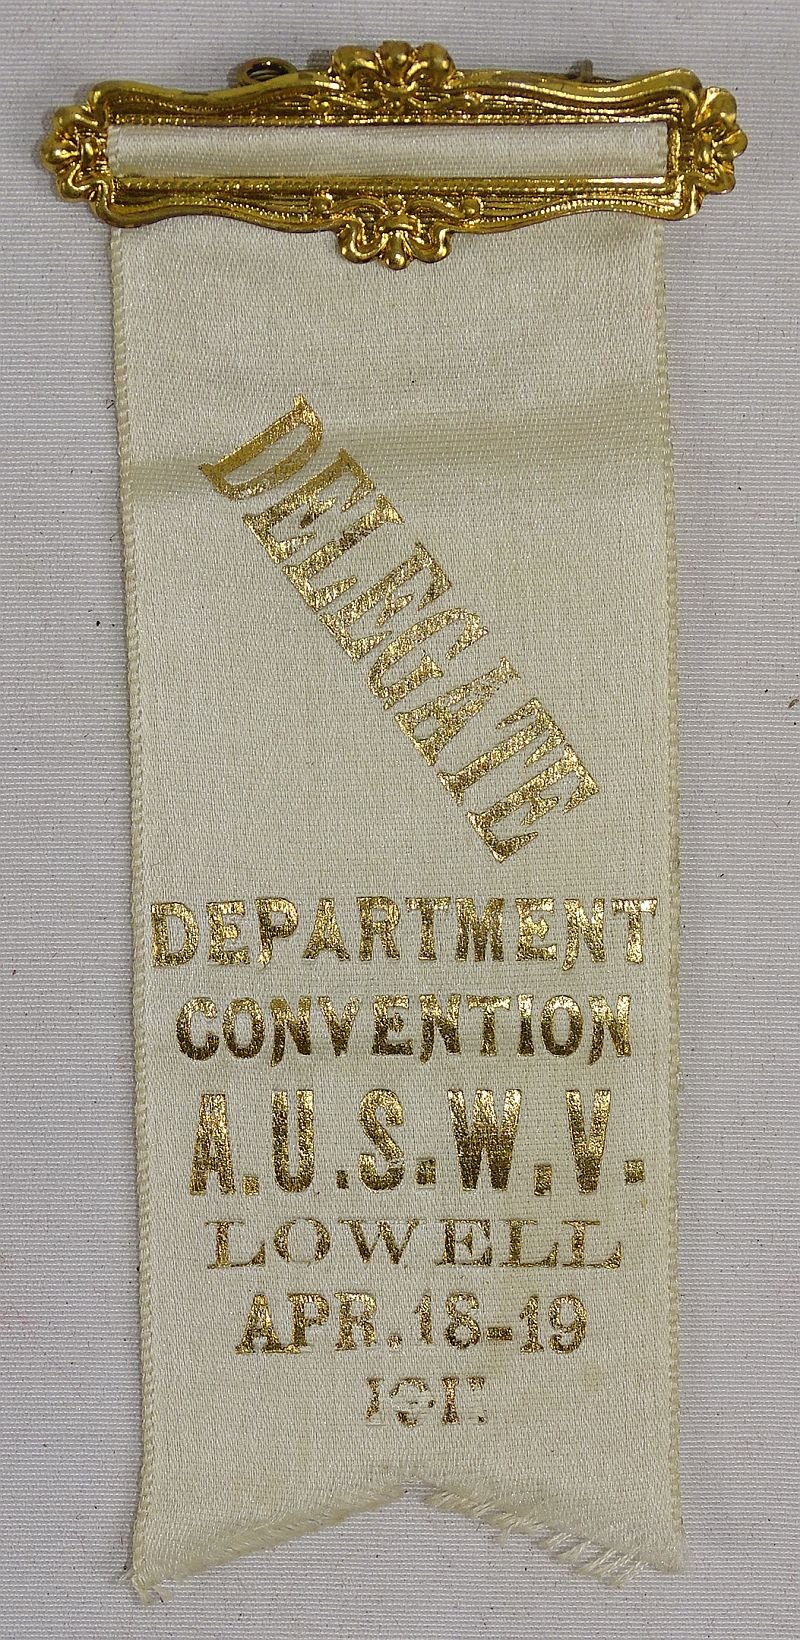 DELEGATE
DEPARTMENT
CONVENTION
A.U.S.W.V.
LOWELL
APR. 18-19